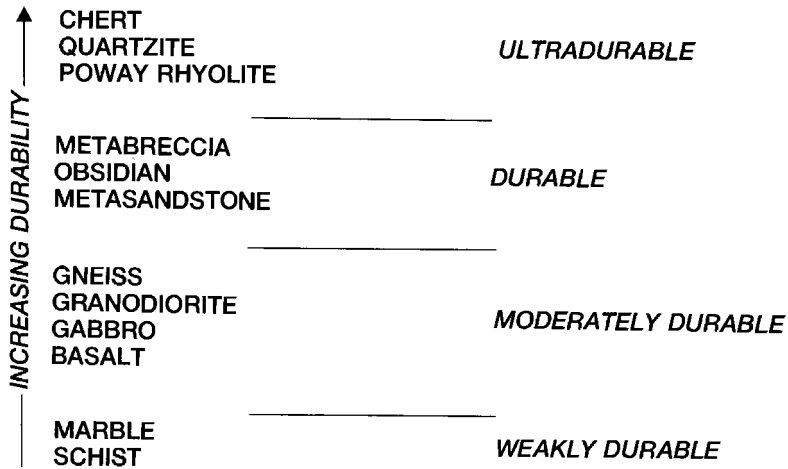 CHERT
QUARTZITE
POWAY RHYOLITE
ULTRADURABLE
METABRECCIA
OBSIDIAN
METASANDSTONE
DURABLE
GNEISS
GRANODIORITE
GABBRO
BASALT
MODERATELY DURABLE
MARBLE
SCHIST
WEAKLY DURABLE
INCREASING DURABILITY